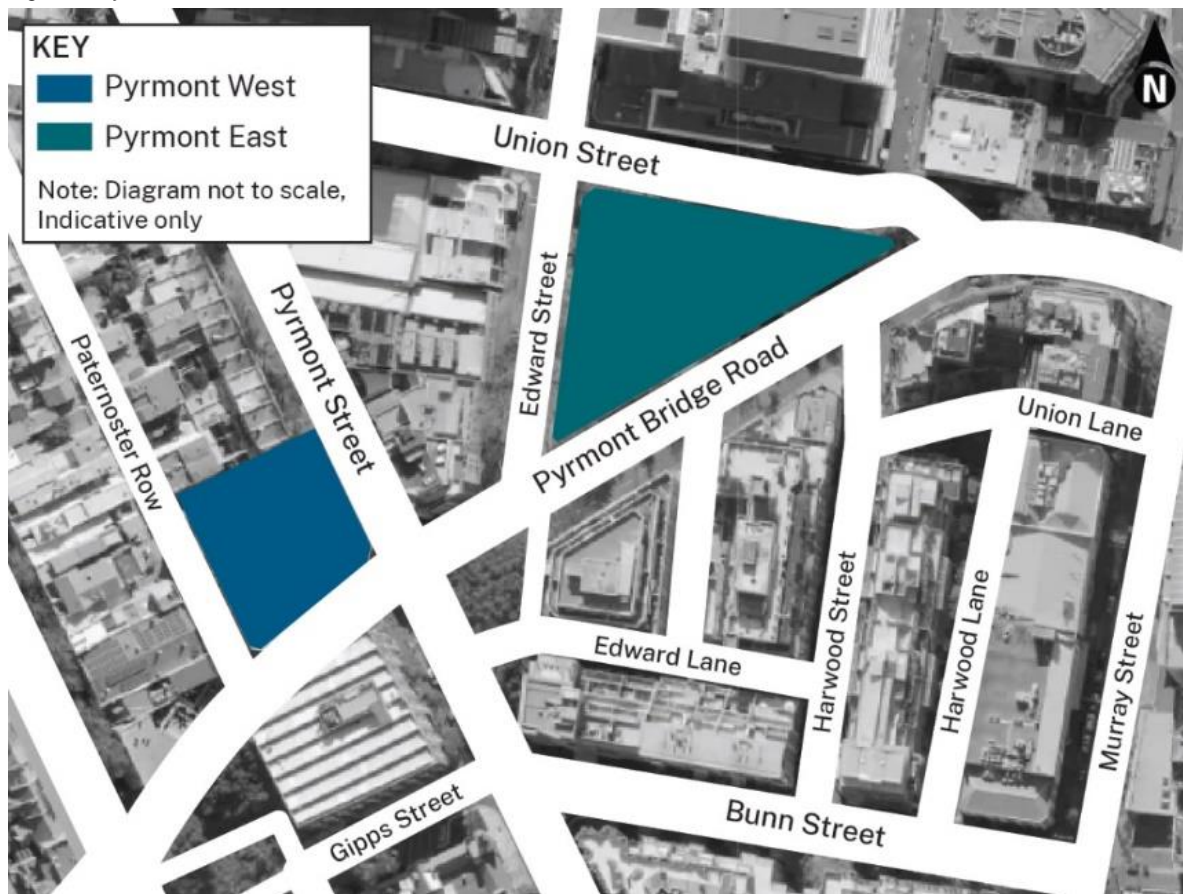 KEY
Pyrmont West
Pyrmont East
Note: Diagram not to scale,
Indicative only
N
Union Street
Pyrmont Street
Edward Street
Paternoster Row
Pyrmont Bridge Road
Union Lane
Edward Lane
Harwood Street
Harwood Lane
Murray Street
Bunn Street
Gipps Street